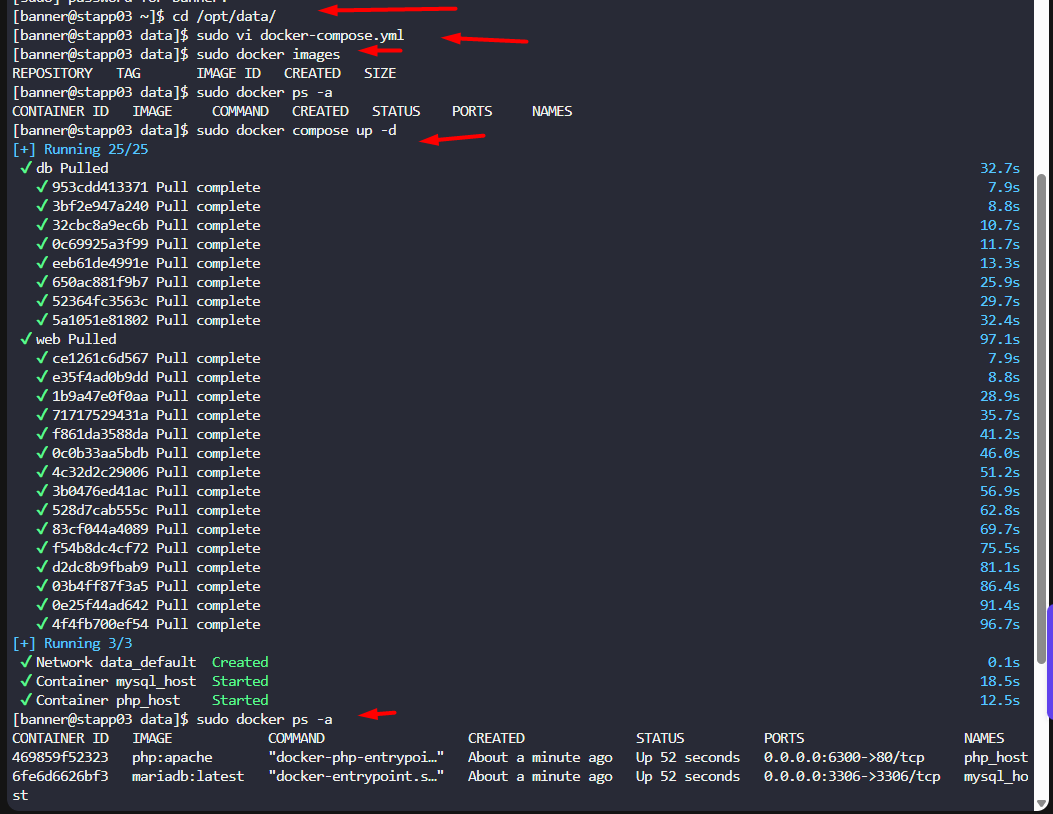 [sudo] password for banner:
[banner@stapp03 ~]$ cd /opt/data/
[banner@stapp03 data]$ sudo vi docker-compose.yml
[banner@stapp03 data]$ sudo docker images
REPOSITORY   TAG       IMAGE ID   CREATED   SIZE
[banner@stapp03 data]$ sudo docker ps -a
CONTAINER ID   IMAGE     COMMAND   CREATED   STATUS    PORTS     NAMES
[banner@stapp03 data]$ sudo docker compose up -d
[+] Running 25/25
✔ db Pulled 32.7s
✔ 953cdd413371 Pull complete 7.9s
✔ 3bf2e947a240 Pull complete 8.8s
✔ 32cbc8a9ec6b Pull complete 10.7s
✔ 0c69925a3f99 Pull complete 11.7s
✔ eeb61de4991e Pull complete 13.3s
✔ 650ac881f9b7 Pull complete 25.9s
✔ 52364fc3563c Pull complete 29.7s
✔ 5a1051e81802 Pull complete 32.4s
✔ web Pulled 97.1s
✔ ce1261c6d567 Pull complete 7.9s
✔ e35f4ad0b9dd Pull complete 8.8s
✔ 1b9a47e0f0aa Pull complete 28.9s
✔ 71717529431a Pull complete 35.7s
✔ f861da3588da Pull complete 41.2s
✔ 0c0b33aa5bdb Pull complete 46.0s
✔ 4c32d2c29006 Pull complete 51.2s
✔ 3b0476ed41ac Pull complete 56.9s
✔ 528d7cab555c Pull complete 62.8s
✔ 83cf044a4089 Pull complete 69.7s
✔ f54b8dc4cf72 Pull complete 75.5s
✔ d2dc8b9fbab9 Pull complete 81.1s
✔ 03b4ff87f3a5 Pull complete 86.4s
✔ 0e25f44ad642 Pull complete 91.4s
✔ 4f4fb700ef54 Pull complete 96.7s
[+] Running 3/3
✔ Network data_default  Created 0.1s
✔ Container mysql_host  Started 18.5s
✔ Container php_host    Started 12.5s
[banner@stapp03 data]$ sudo docker ps -a
CONTAINER ID   IMAGE            COMMAND                  CREATED              STATUS          PORTS                    NAMES
469859f52323   php:apache       "docker-php-entrypoi…"   About a minute ago   Up 52 seconds   0.0.0.0:6300->80/tcp     php_host
6fe6d6626bf3   mariadb:latest   "docker-entrypoint.s…"   About a minute ago   Up 52 seconds   0.0.0.0:3306->3306/tcp   mysql_ho
st